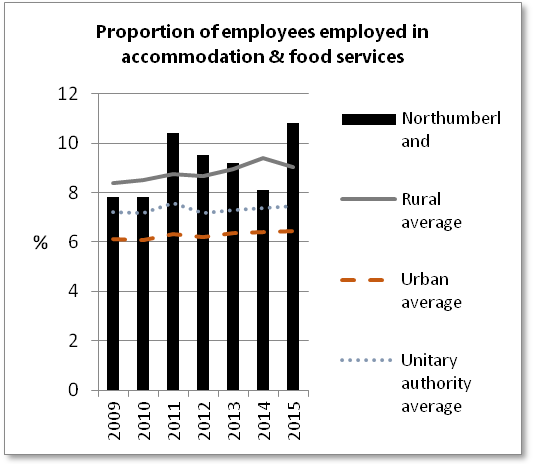 Proportion of employees employed in
accommodation & food services
12
10
8
6
4
2
0
%
2009
2010
2011
2012
2013
2014
2015
Northumberl
and
Rural
average
Urban
average
Unitary
authority
average